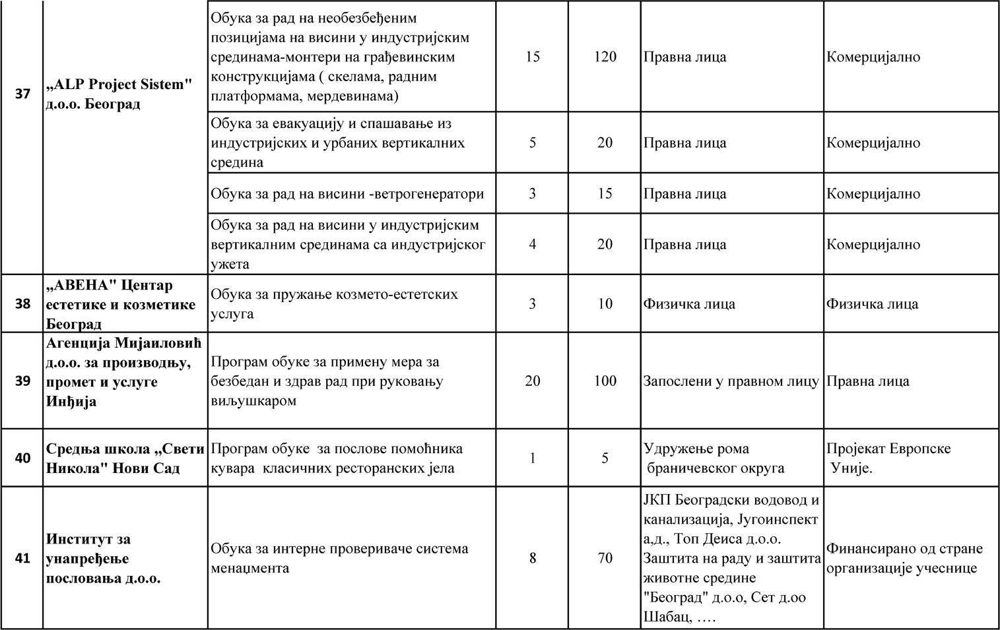 37
„ALP Project Sistem"
д.о.о. Београд
Обука за рад на необезбеђеним
позицијама на висини у индустријским
срединама-монтери на грађевинским
конструкцијама ( скелама, радним
платформама, мердевинама)
15
120
Правна лица
Комерцијално
Обука за евакуацију и спашавање из
индустријских и урбаних вертикалних
средина
5
20
Правна лица
Комерцијално
Обука за рад на висини -ветрогенератори
3
15
Правна лица
Комерцијално
Обука за рад на висини у индустријским
вертикалним срединама са индустријског
ужета
4
20
Правна лица
Комерцијално
38
„АВЕНА" Центар
естетике и козметике
Београд
Обука за пружање козмето-естетских
услуга
3
10
Физичка лица
Физичка лица
39
Агенција Мијаиловић
д.о.о. за производњу,
промет и услуге
Инђија
Програм обуке за примену мера за
безбедан и здрав рад при руковању
виљушкаром
20
100
Запослени у правном лицу
Правна лица
40
Средња школа „Свети
Никола" Нови Сад
Програм обуке  за послове помоћника
кувара  класичних ресторанских јела
1
5
Удружење рома
браничевског округа
Пројекат Европске
Уније.
41
Институт за
унапређење
пословања д.о.о.
Обука за интерне провериваче система
менаџмента
8
70
ЈКП Београдски водовод и
канализација, Југоинспект
а,д., Топ Деиса д.о.о.
Заштита на раду и заштита
животне средине
"Београд" д.о.о, Сет д.оо
Шабац, ….
Финансирано од стране
организације учеснице